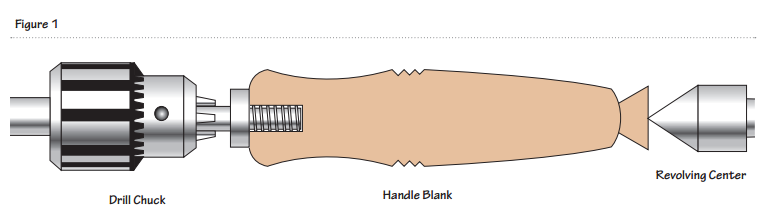 Figure 1
Revolving Center
Handle Blank
Drill Chuck